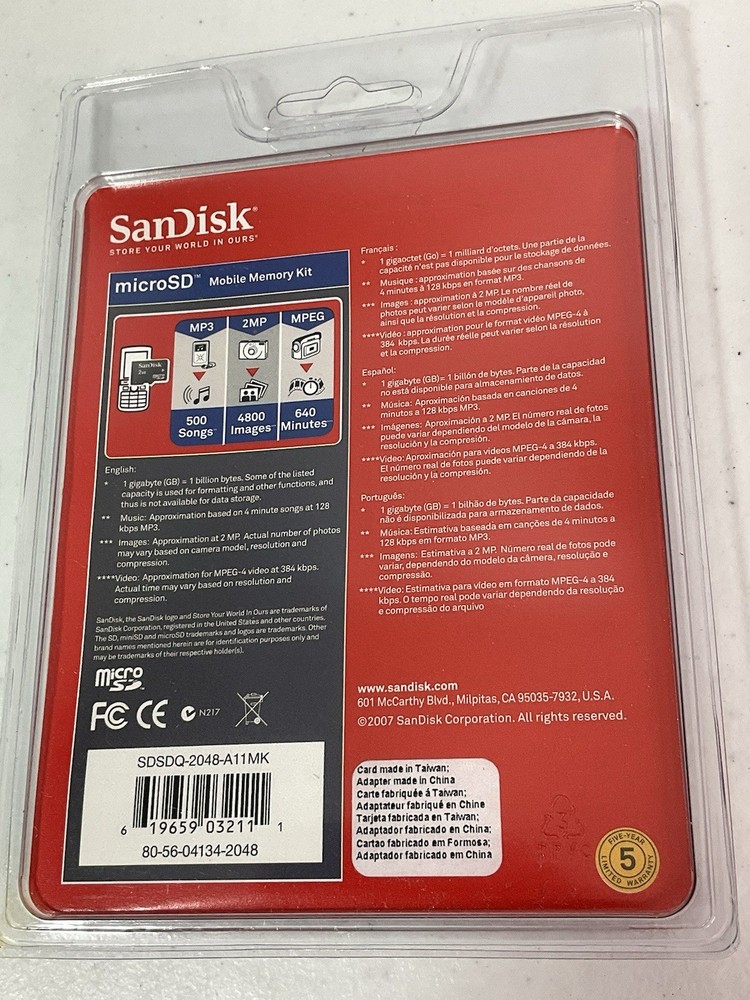 SanDisk®
STORE YOUR WORLD IN OURS®
microSD™ Mobile Memory Kit
MP3 2MP MPEG
SanDisk
500 Songs** 4800 Images*** 640 Minutes****
English:
* 1 gigabyte (GB) = 1 billion bytes. Some of the listed
capacity is used for formatting and other functions, and
thus is not available for data storage.
** Music: Approximation based on 4 minute songs at 128
kbps MP3.
*** Images: Approximation at 2 MP. Actual number of photos
may vary based on camera model, resolution and
compression.
****Video: Approximation for MPEG-4 video at 384 kbps.
Actual time may vary based on resolution and
compression.
SanDisk, the SanDisk logo and Store Your World In Ours are trademarks of
SanDisk Corporation, registered in the United States and other countries.
The SD, miniSD and microSD trademarks and logos are trademarks. Other
brand names mentioned herein are for identification purposes only and
may be trademarks of their respective holder(s).
micro
SD™
FC CE N217
SDSDQ-2048-A11MK
6 19659 03211 1
80-56-04134-2048
Français :
* 1 gigaoctet (Go) = 1 milliard d'octets. Une partie de la
capacité n'est pas disponible pour le stockage de données.
** Musique : approximation basée sur des chansons de
4 minutes à 128 kbps en format MP3.
*** Images : approximation à 2 MP. Le nombre réel de
photos peut varier selon le modèle d'appareil photo,
ainsi que la résolution et la compression.
****Vidéo : approximation pour le format vidéo MPEG-4 à
384 kbps. La durée réelle peut varier selon la résolution
et la compression.
Español:
* 1 gigabyte (GB)= 1 billón de bytes. Parte de la capacidad
no está disponible para almacenamiento de datos.
** Música: Aproximación basada en canciones de 4
minutos a 128 kbps MP3.
*** Imágenes: Aproximación a 2 MP. El número real de fotos
puede variar dependiendo del modelo de la cámara, la
resolución y la compresión.
****Video: Aproximación para videos MPEG-4 a 384 kbps.
El número real de fotos puede variar dependiendo de la
resolución y la compresión.
Português:
* 1 gigabyte (GB) = 1 bilhão de bytes. Parte da capacidade
não é disponibilizada para armazenamento de dados.
** Música: Estimativa baseada em canções de 4 minutos a
128 kbps em formato MP3.
*** Imagens: Estimativa a 2 MP. Número real de fotos pode
variar, dependendo do modelo da câmera, resolução e
compressão.
****Vídeo: Estimativa para vídeo em formato MPEG-4 a 384
kbps. O tempo real pode variar dependendo da resolução
e compressão do arquivo
www.sandisk.com
601 McCarthy Blvd., Milpitas, CA 95035-7932, U.S.A.
©2007 SanDisk Corporation. All rights reserved.
Card made in Taiwan;
Adapter made in China
Carte fabriquée à Taiwan;
Adaptateur fabriqué en Chine
Tarjeta fabricada en Taiwan;
Adaptador fabricado en China;
Cartao fabricado em Formosa;
Adaptador fabricado em China
FIVE-YEAR
5
LIMITED WARRANTY